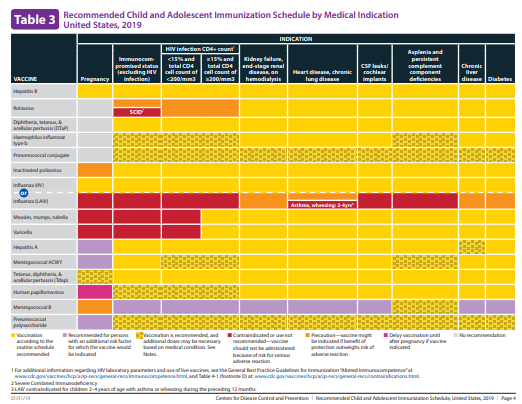 Table 3
Recommended Child and Adolescent Immunization Schedule by Medical Indication
United States, 2019
INDICATION
VACCINE
Pregnancy
Immunocom-
promised status
(excluding HIV
infection)
HIV infection CD4+ count¹
<15% and
total CD4
cell count of
<200/mm3
≥15% and
total CD4
cell count of
≥200/mm3
Kidney failure,
end-stage renal
disease, on
hemodialysis
Heart disease, chronic
lung disease
CSF leaks/
cochlear
implants
Asplenia and
persistent
complement
component
deficiencies
Chronic
liver
disease
Diabetes
Hepatitis B
Rotavirus
SCID²
Diphtheria, tetanus, &
acellular pertussis (DTaP)
Haemophilus influenzae
type b
Pneumococcal conjugate
Inactivated poliovirus
Influenza (IIV)
or
Influenza (LAIV)
Asthma, wheezing: 2-4yrs³
Measles, mumps, rubella
Varicella
Hepatitis A
Meningococcal ACWY
Tetanus, diphtheria, &
acellular pertussis (Tdap)
Human papillomavirus
Meningococcal B
Pneumococcal
polysaccharide
Vaccination
according to the
routine schedule
recommended
Recommended for persons
with an additional risk factor
for which the vaccine would
be indicated
Vaccination is recommended, and
additional doses may be necessary
based on medical condition. See
Notes.
Contraindicated or use not
recommended—vaccine
should not be administered
because of risk for serious
adverse reaction
Precaution—vaccine might
be indicated if benefit of
protection outweighs risk of
adverse reaction
Delay vaccination until
after pregnancy if vaccine
indicated
No recommendation
1 For additional information regarding HIV laboratory parameters and use of live vaccines, see the General Best Practice Guidelines for Immunization "Altered Immunocompetence" at
www.cdc.gov/vaccines/hcp/acip-recs/general-recs/immunocompetence.html, and Table 4-1 (footnote D) at: www.cdc.gov/vaccines/hcp/acip-recs/general-recs/contraindications.html.
2 Severe Combined Immunodeficiency
3 LAIV contraindicated for children 2–4 years of age with asthma or wheezing during the preceding 12 months.
01/31/19
Centers for Disease Control and Prevention | Recommended Child and Adolescent Immunization Schedule, United States, 2019 | Page 4